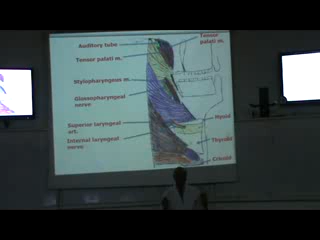 Auditory tube
Tensor palati m.
Tensor palati m.
Stylopharyngeus m.
Glossopharyngeal nerve
Superior laryngeal art.
Internal laryngeal nerve
Hyoid
Thyroid
Cricoid